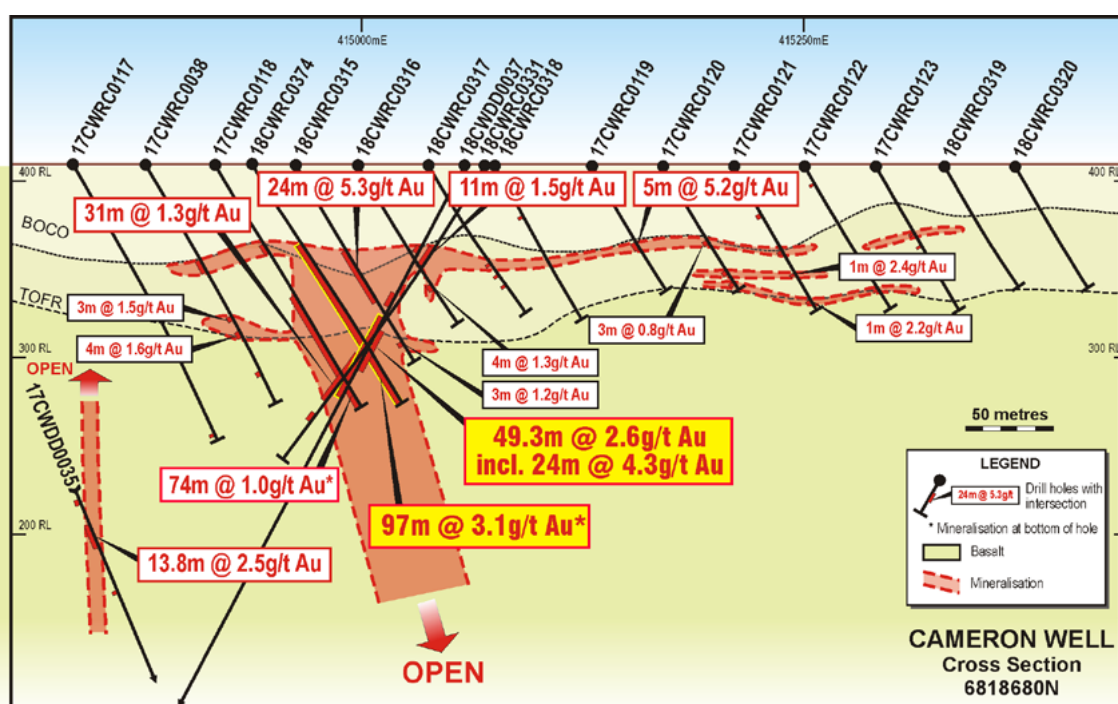 415000mE
415250mE
17CWRC0117
17CWRC0038
17CWRC0118
18CWRC0374
18CWRC0315
18CWRC0316
18CWRC0317
18CWDD0037
18CWRC0331
18CWRC0318
17CWRC0119
17CWRC0120
17CWRC0121
17CWRC0122
17CWRC0123
18CWRC0319
18CWRC0320
400 RL
400 RL
24m @ 5.3g/t Au
11m @ 1.5g/t Au
5m @ 5.2g/t Au
31m @ 1.3g/t Au
BOCO
1m @ 2.4g/t Au
TOFR
3m @ 1.5g/t Au
3m @ 0.8g/t Au
1m @ 2.2g/t Au
4m @ 1.6g/t Au
300 RL
300 RL
4m @ 1.3g/t Au
OPEN
3m @ 1.2g/t Au
17CWDD0035
50 metres
49.3m @ 2.6g/t Au
incl. 24m @ 4.3g/t Au
74m @ 1.0g/t Au*
97m @ 3.1g/t Au*
200 RL
13.8m @ 2.5g/t Au
OPEN
LEGEND
24m @ 5.3g/t
Drill holes with
intersection
* Mineralisation at bottom of hole
Basalt
Mineralisation
CAMERON WELL
Cross Section
6818680N